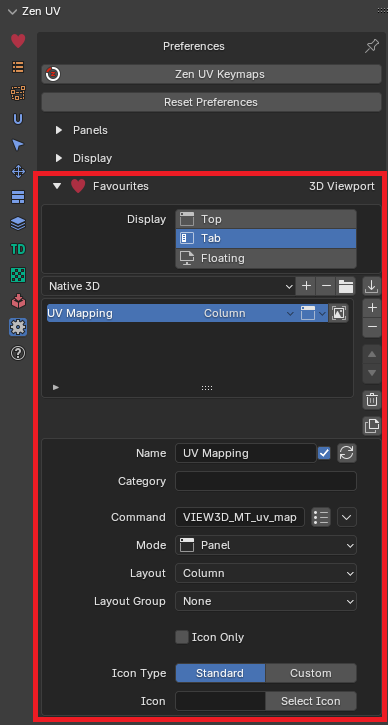 Zen UV
Preferences
Zen UV Keymaps
Reset Preferences
Panels
Display
Favourites 3D Viewport
Display Top
U
Tab
Floating
TD
Native 3D
UV Mapping Column
Name UV Mapping
Category
Command VIEW3D_MT_uv_map
Mode Panel
Layout Column
Layout Group None
Icon Only
Icon Type Standard Custom
Icon Select Icon